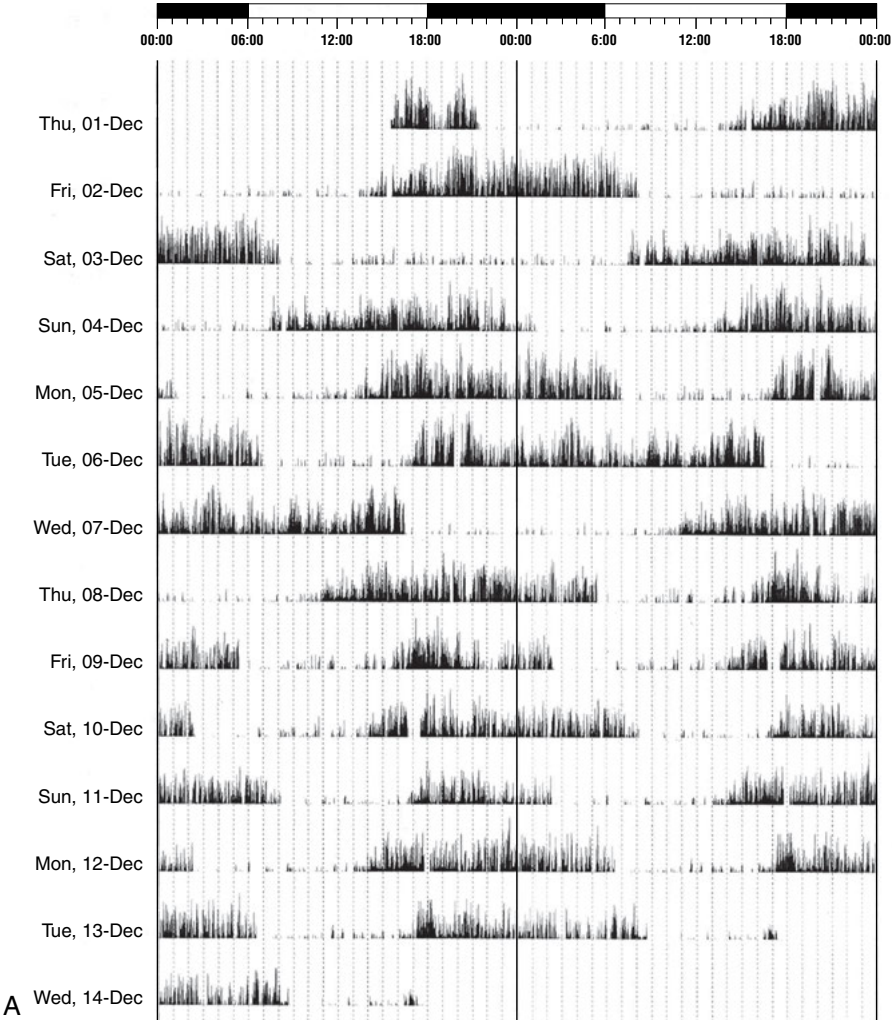 00:00 06:00 12:00 18:00 00:00 6:00 12:00 18:00 00:00
Thu, 01-Dec
Fri, 02-Dec
Sat, 03-Dec
Sun, 04-Dec
Mon, 05-Dec
Tue, 06-Dec
Wed, 07-Dec
Thu, 08-Dec
Fri, 09-Dec
Sat, 10-Dec
Sun, 11-Dec
Mon, 12-Dec
Tue, 13-Dec
A Wed, 14-Dec